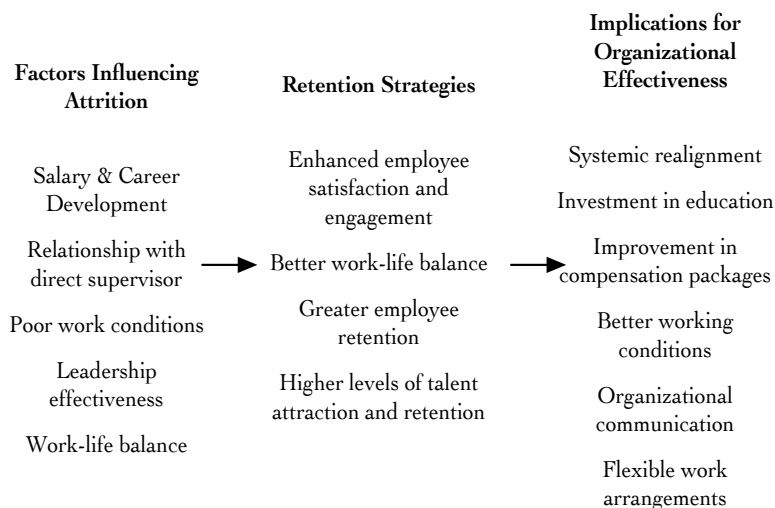 Factors Influencing
Attrition
Salary & Career
Development
Relationship with
direct supervisor
Poor work conditions
Leadership
effectiveness
Work-life balance
Retention Strategies
Enhanced employee
satisfaction and
engagement
Better work-life balance
Greater employee
retention
Higher levels of talent
attraction and retention
Implications for
Organizational
Effectiveness
Systemic realignment
Investment in education
Improvement in
compensation packages
Better working
conditions
Organizational
communication
Flexible work
arrangements